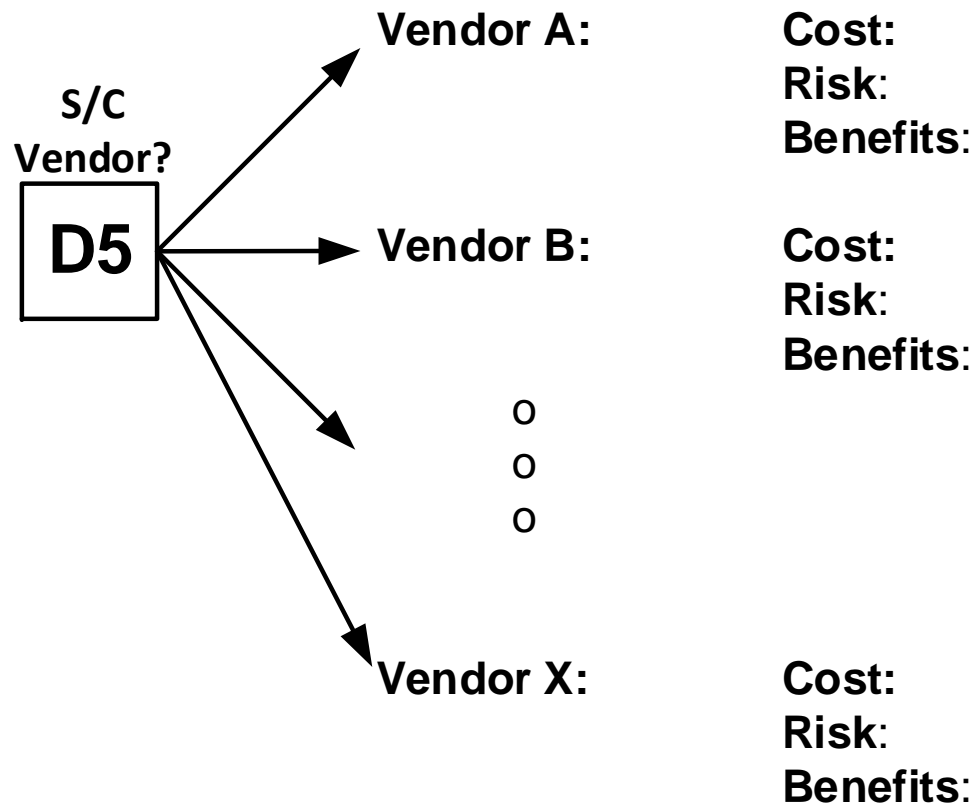 S/C
Vendor?
D5
Vendor A: Cost:
Risk:
Benefits:
Vendor B: Cost:
Risk:
Benefits:
o
o
o
Vendor X: Cost:
Risk:
Benefits: